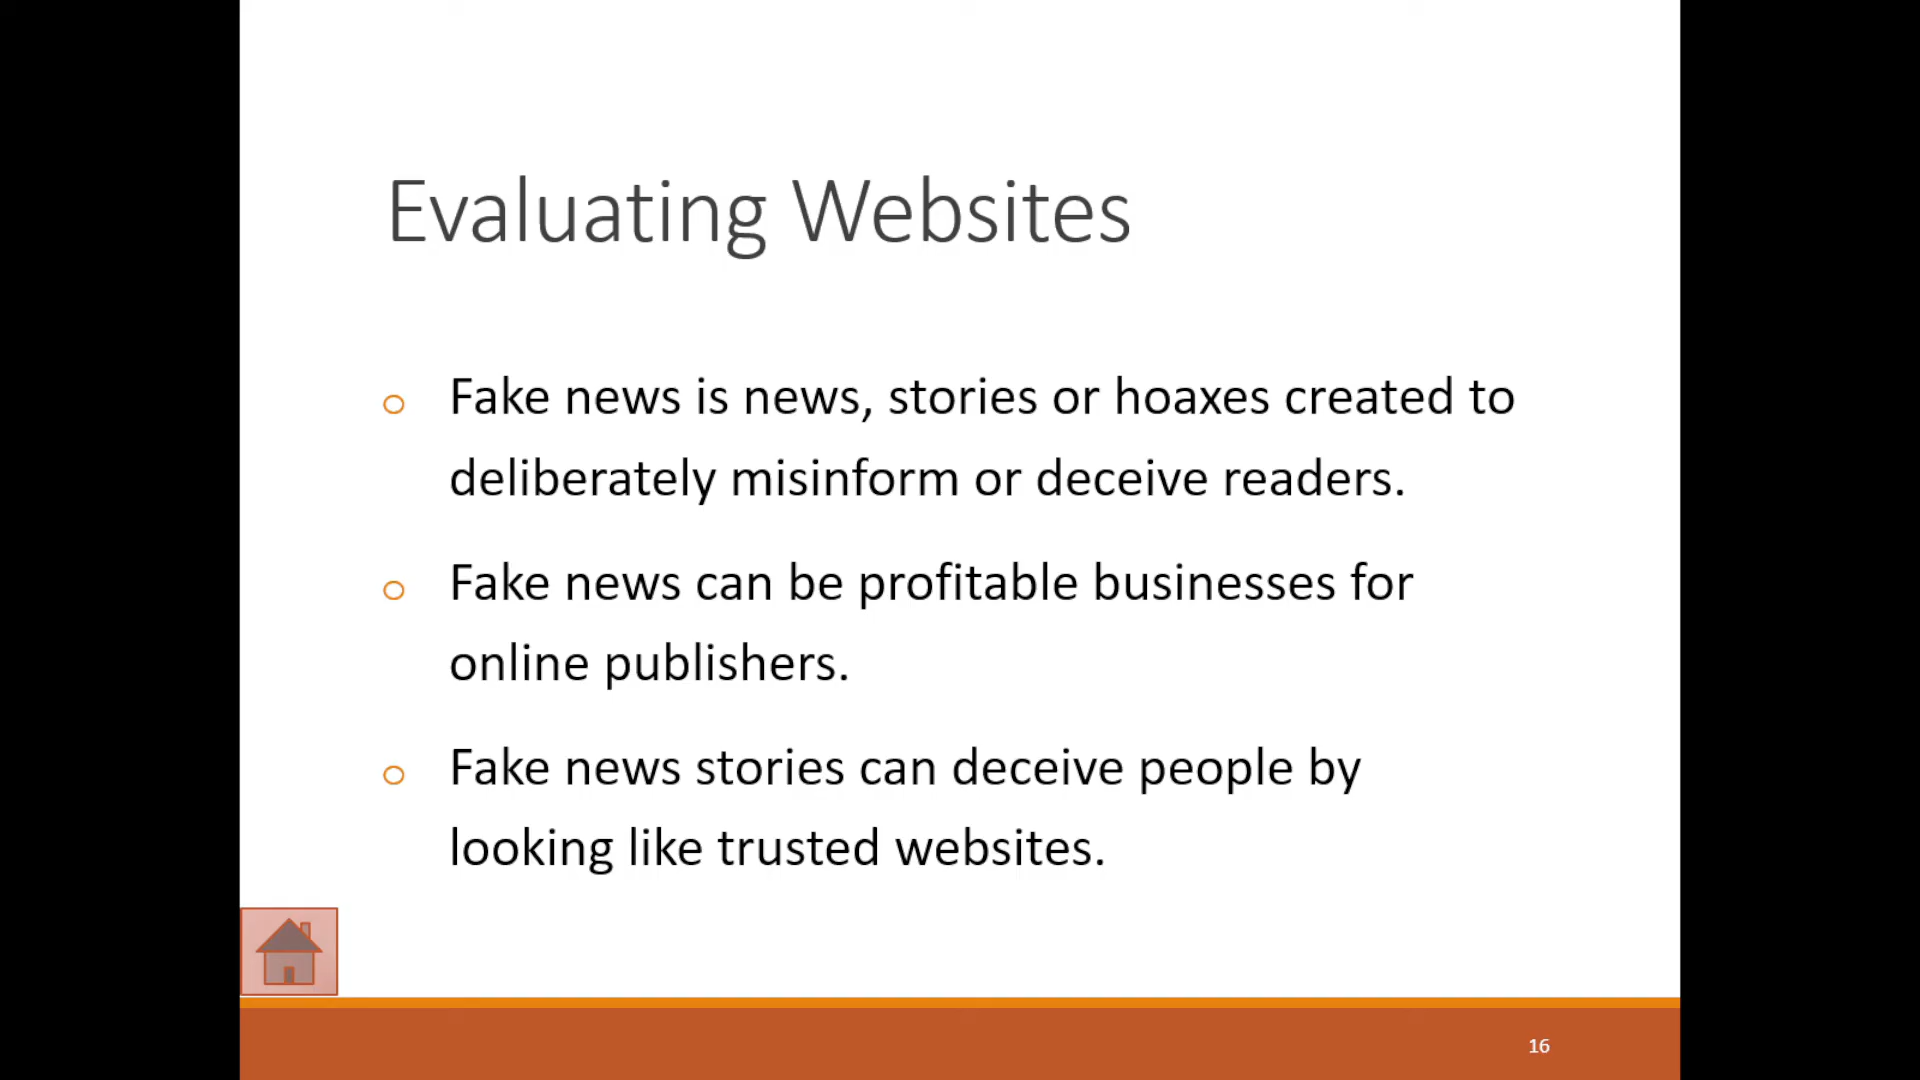 Evaluating Websites
o Fake news is news, stories or hoaxes created to
deliberately misinform or deceive readers.
o Fake news can be profitable businesses for
online publishers.
o Fake news stories can deceive people by
looking like trusted websites.
16